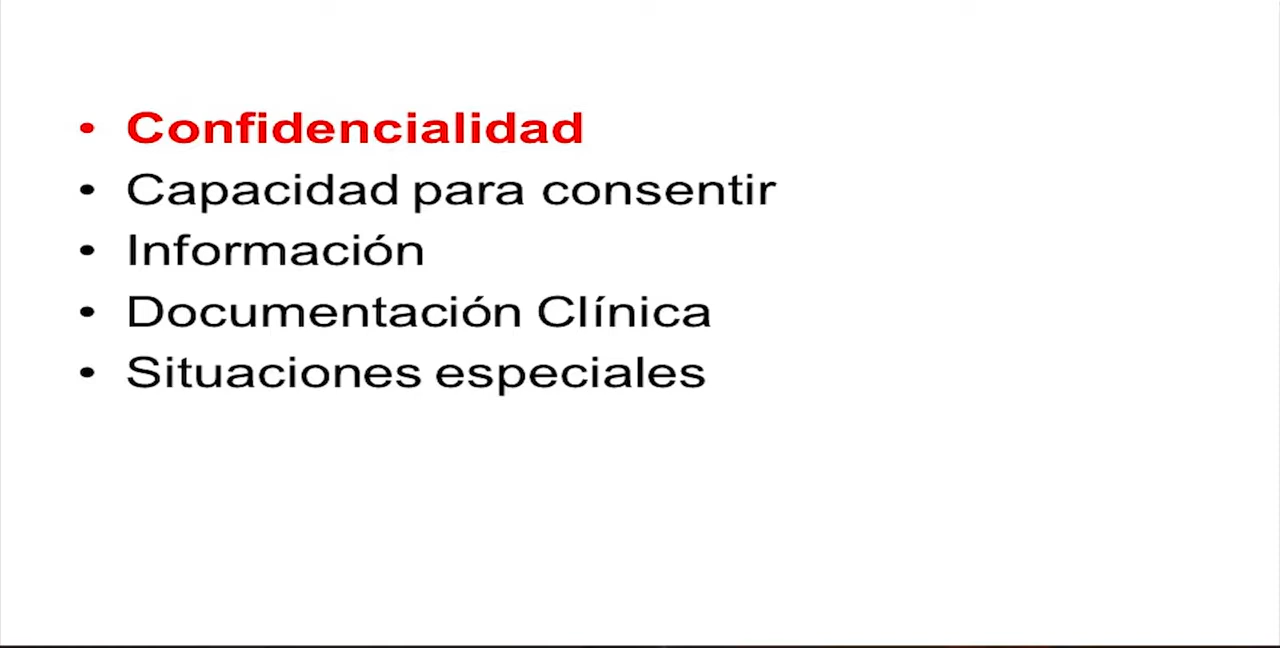 • Confidencialidad
• Capacidad para consentir
• Información
• Documentación Clínica
• Situaciones especiales